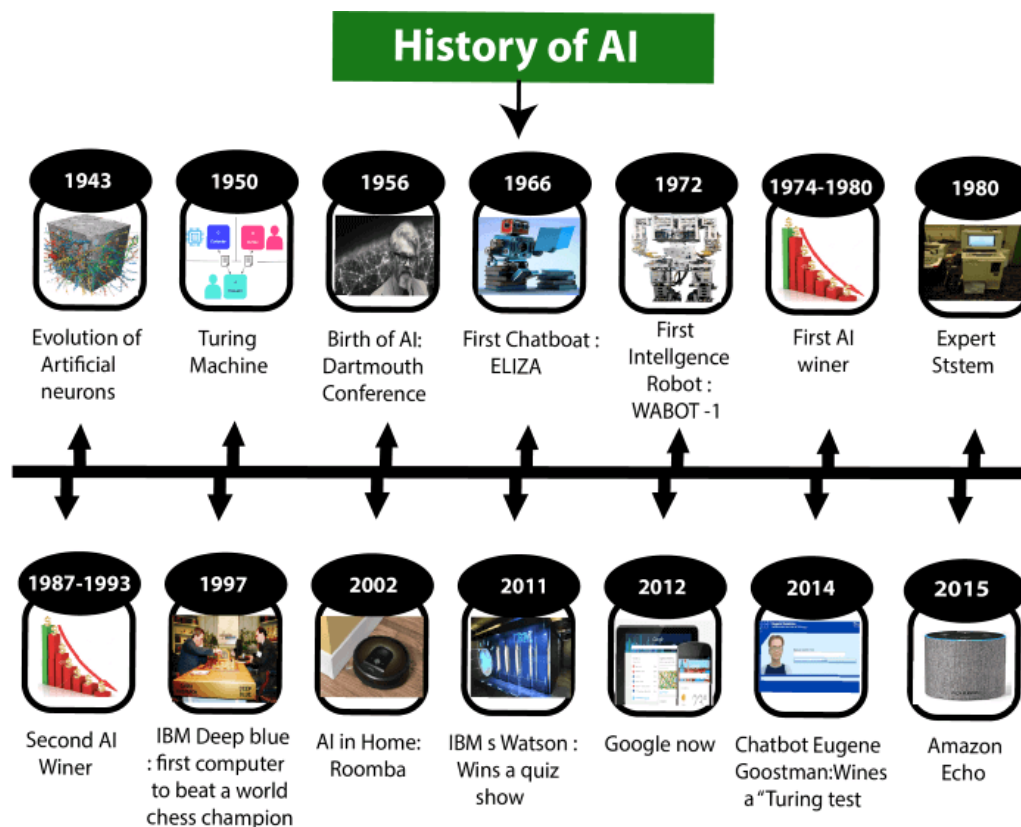 History of AI
1943
1950
1956
1966
1972
1974-1980
1980
Evolution of
Artificial
neurons
Turing
Machine
Birth of AI:
Dartmouth
Conference
First Chatboat :
ELIZA
First
Intellgence
Robot :
WABOT -1
First AI
winer
Expert
Ststem
1987-1993
1997
2002
2011
2012
2014
2015
Second AI
Winer
IBM Deep blue
: first computer
to beat a world
chess champion
AI in Home:
Roomba
IBM s Watson :
Wins a quiz
show
Google now
Chatbot Eugene
Goostman:Wines
a “Turing test
Amazon
Echo